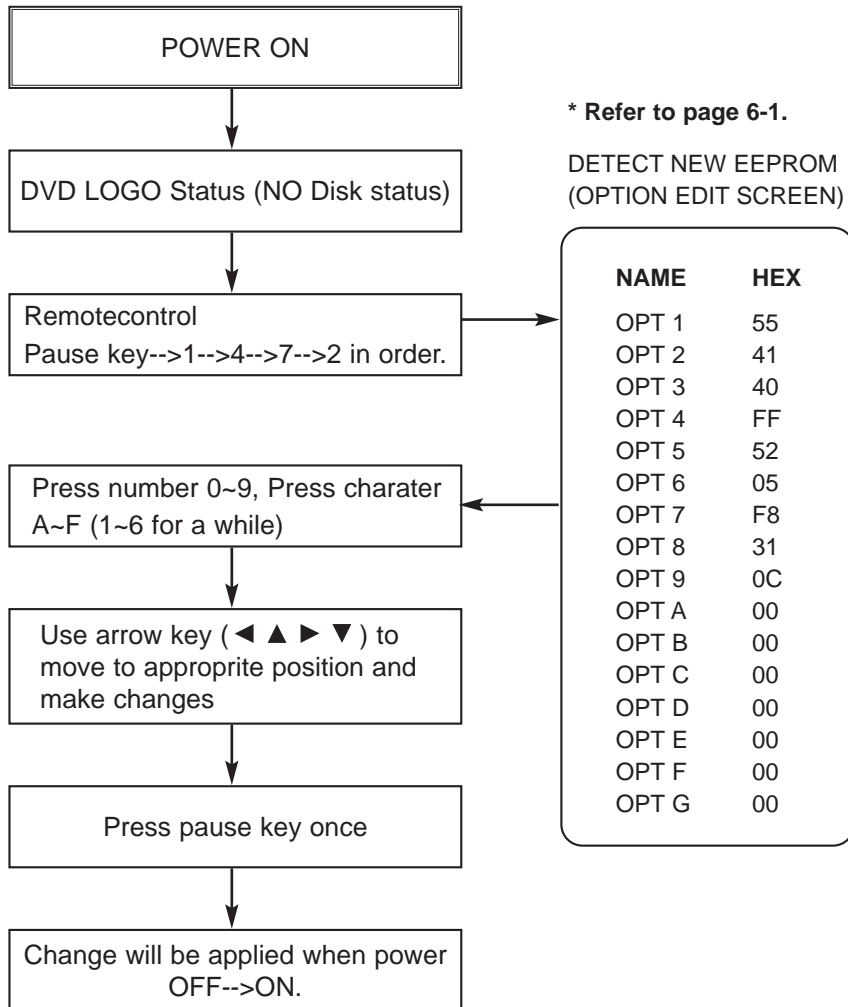 POWER ON
DVD LOGO Status (NO Disk status)
Remotecontrol
Pause key-->1-->4-->7-->2 in order.
* Refer to page 6-1.
DETECT NEW EEPROM
(OPTION EDIT SCREEN)
NAME HEX
OPT 1 55
OPT 2 41
OPT 3 40
OPT 4 FF
OPT 5 52
OPT 6 05
OPT 7 F8
OPT 8 31
OPT 9 0C
OPT A 00
OPT B 00
OPT C 00
OPT D 00
OPT E 00
OPT F 00
OPT G 00
Press number 0~9, Press charater
A~F (1~6 for a while)
Use arrow key (◀ ▲ ▶ ▼) to
move to approprite position and
make changes
Press pause key once
Change will be applied when power
OFF-->ON.